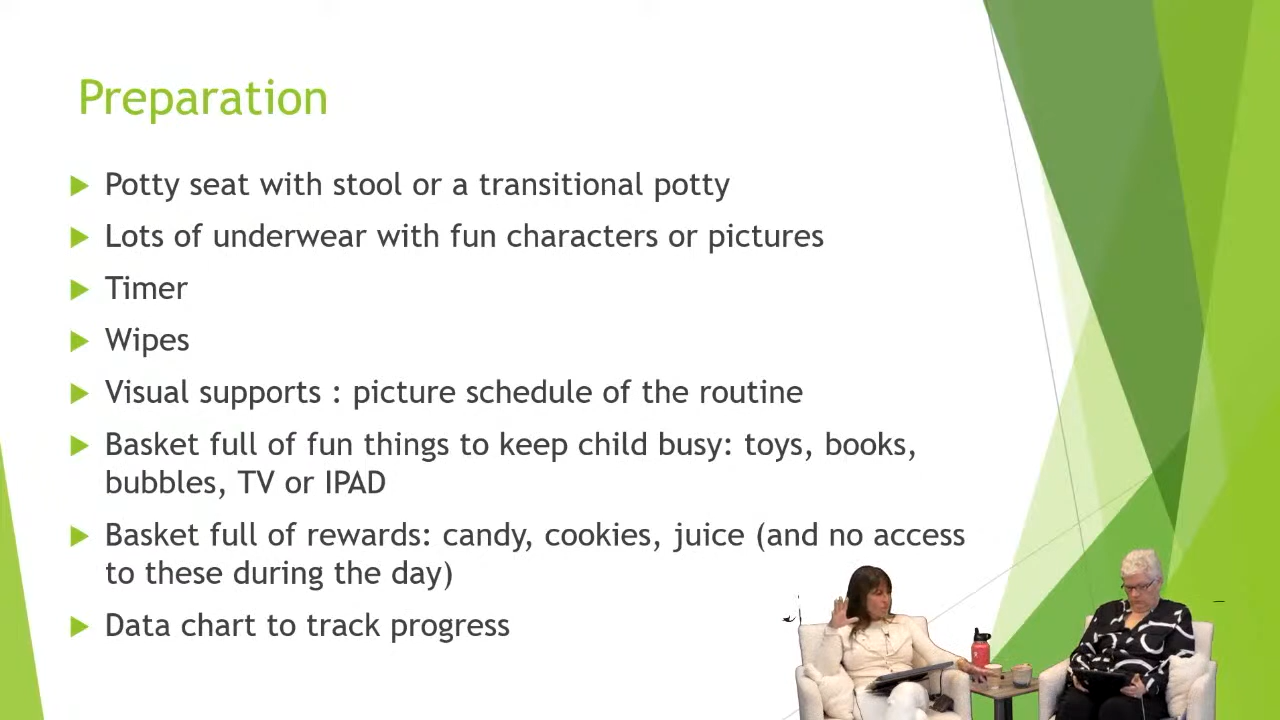 Preparation
Potty seat with stool or a transitional potty
Lots of underwear with fun characters or pictures
Timer
Wipes
Visual supports : picture schedule of the routine
Basket full of fun things to keep child busy: toys, books,
bubbles, TV or IPAD
Basket full of rewards: candy, cookies, juice (and no access
to these during the day)
Data chart to track progress